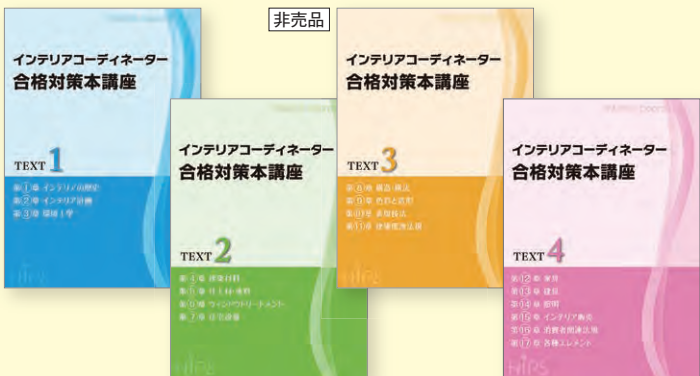 非売品
インテリアコーディネーター
合格対策本講座
TEXT 1
第1章 インテリアの歴史
第2章 インテリア計画
第3章 環境工学
インテリアコーディネーター
合格対策本講座
TEXT 2
第4章 建築材料
第5章 仕上材・塗料
第6章 ウィンドウトリートメント
第7章 住宅設備
インテリアコーディネーター
合格対策本講座
TEXT 3
第8章 構造・構法
第9章 色彩と造形
第10章 表現技法
第11章 建築関連法規
インテリアコーディネーター
合格対策本講座
TEXT 4
第12章 家具
第13章 建具
第14章 照明
第15章 インテリア販売
第16章 消費者関連法規
第17章 各種エレメント
HIPS